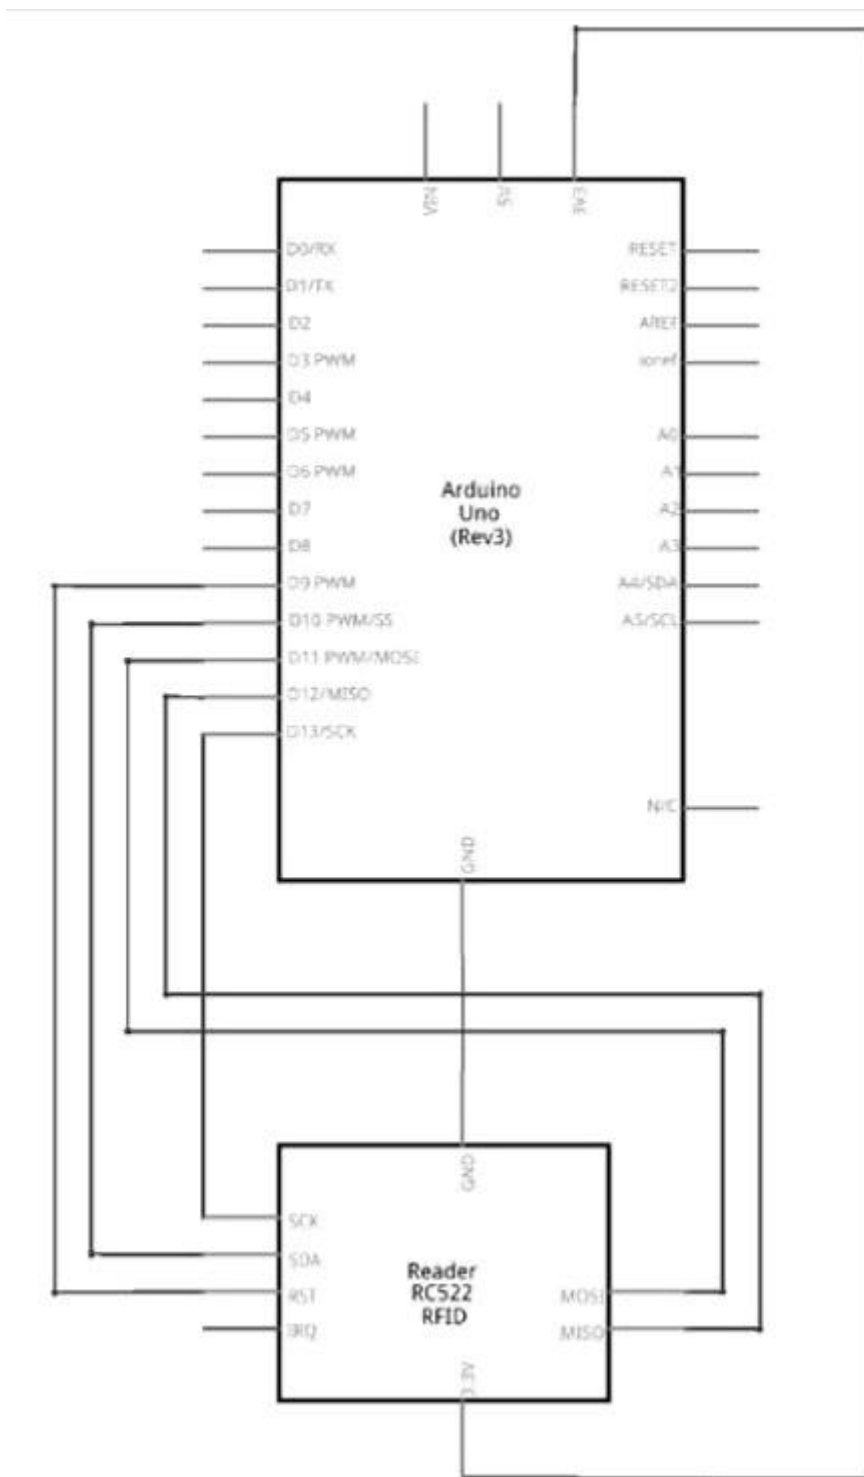 VIN
5V
3V3
D0/RX
D1/TX
D2
D3 PWM
D4
D5 PWM
D6 PWM
D7
D8
D9 PWM
D10 PWM/SS
D11 PWM/MOSI
D12/MISO
D13/SCK
RESET
RESET2
AREF
ioref
A0
A1
A2
A3
A4/SDA
A5/SCL
N/C
Arduino
Uno
(Rev3)
GND
GND
SCK
SDA
RST
IRQ
Reader
RC522
RFID
MOSI
MISO
3.3V